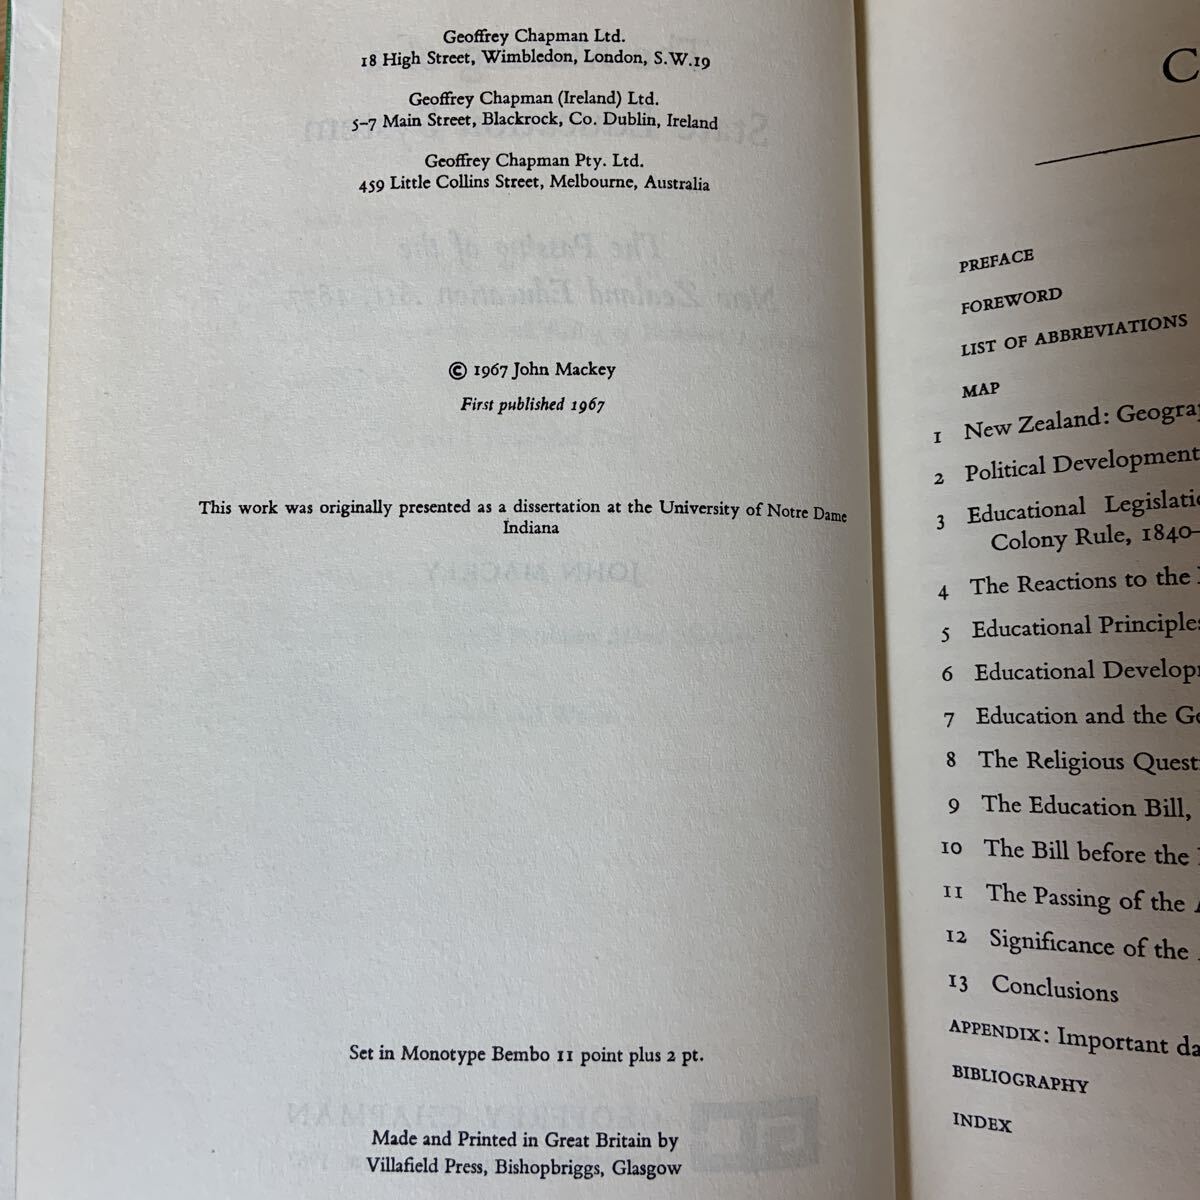 Geoffrey Chapman Ltd.
18 High Street, Wimbledon, London, S.W.19
Geoffrey Chapman (Ireland) Ltd.
5–7 Main Street, Blackrock, Co. Dublin, Ireland
Geoffrey Chapman Pty. Ltd.
459 Little Collins Street, Melbourne, Australia
© 1967 John Mackey
First published 1967
This work was originally presented as a dissertation at the University of Notre Dame
Indiana
Set in Monotype Bembo 11 point plus 2 pt.
Made and Printed in Great Britain by
Villafield Press, Bishopbriggs, Glasgow
C
PREFACE
FOREWORD
LIST OF ABBREVIATIONS
MAP
1 New Zealand: Geogra
2 Political Development
3 Educational Legislati
Colony Rule, 1840–
4 The Reactions to the
5 Educational Principles
6 Educational Develop
7 Education and the Ge
8 The Religious Quest
9 The Education Bill,
10 The Bill before the
11 The Passing of the
12 Significance of the
13 Conclusions
APPENDIX: Important da
BIBLIOGRAPHY
INDEX